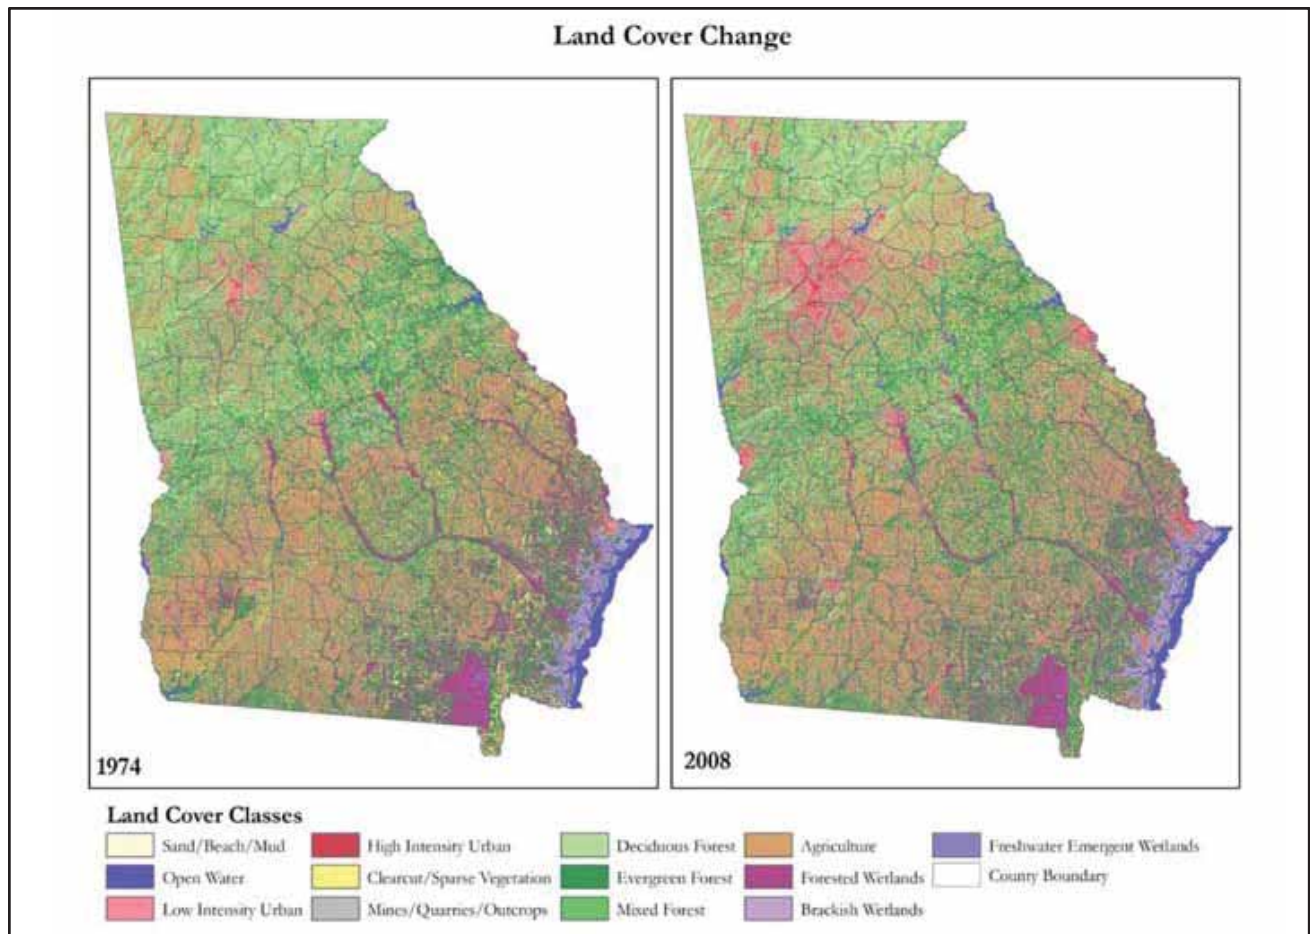 Land Cover Change
1974
2008
Land Cover Classes
Sand/Beach/Mud
High Intensity Urban
Deciduous Forest
Agriculture
Freshwater Emergent Wetlands
Open Water
Clearcut/Sparse Vegetation
Evergreen Forest
Forested Wetlands
County Boundary
Low Intensity Urban
Mines/Quarries/Outcrops
Mixed Forest
Brackish Wetlands